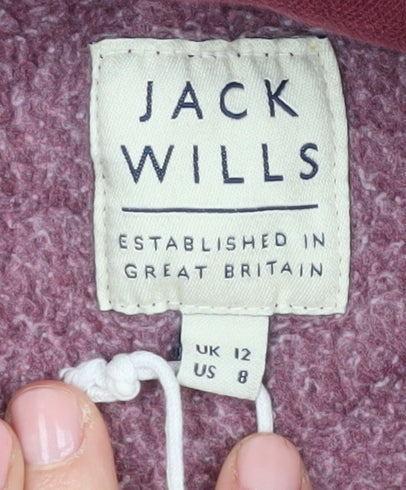 JACK
WILLS
ESTABLISHED IN
GREAT BRITAIN
UK 12
US 8